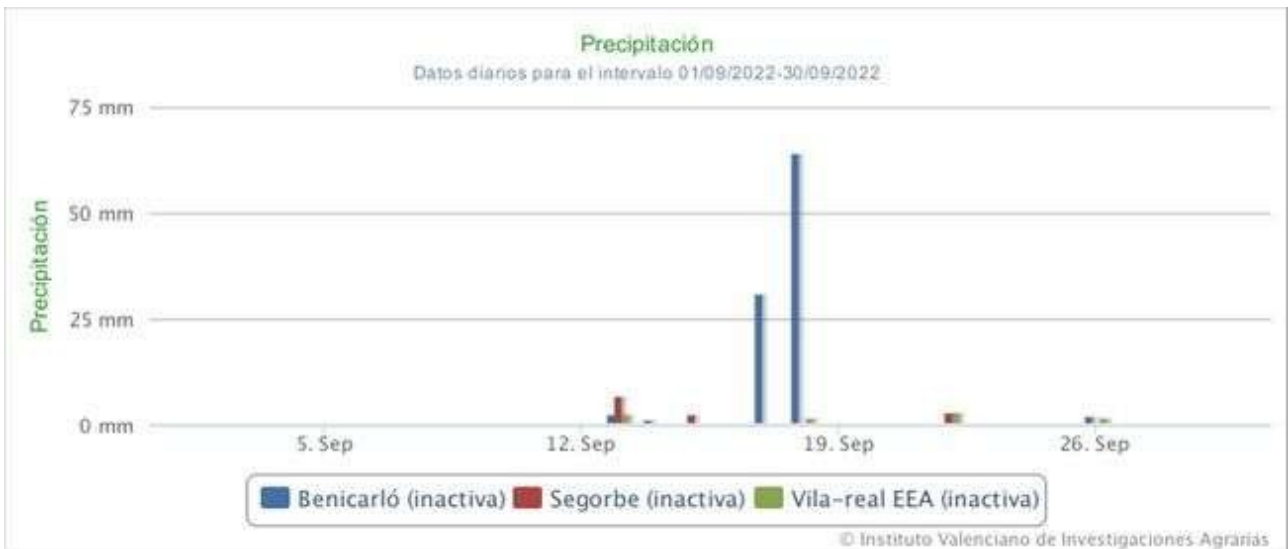 Precipitación
Datos diarios para el intervalo 01/09/2022-30/09/2022
75 mm
50 mm
25 mm
0 mm
Precipitación
5. Sep
12. Sep
19. Sep
26. Sep
Benicarló (inactiva)
Segorbe (inactiva)
Vila-real EEA (inactiva)
© Instituto Valenciano de Investigaciones Agrarias